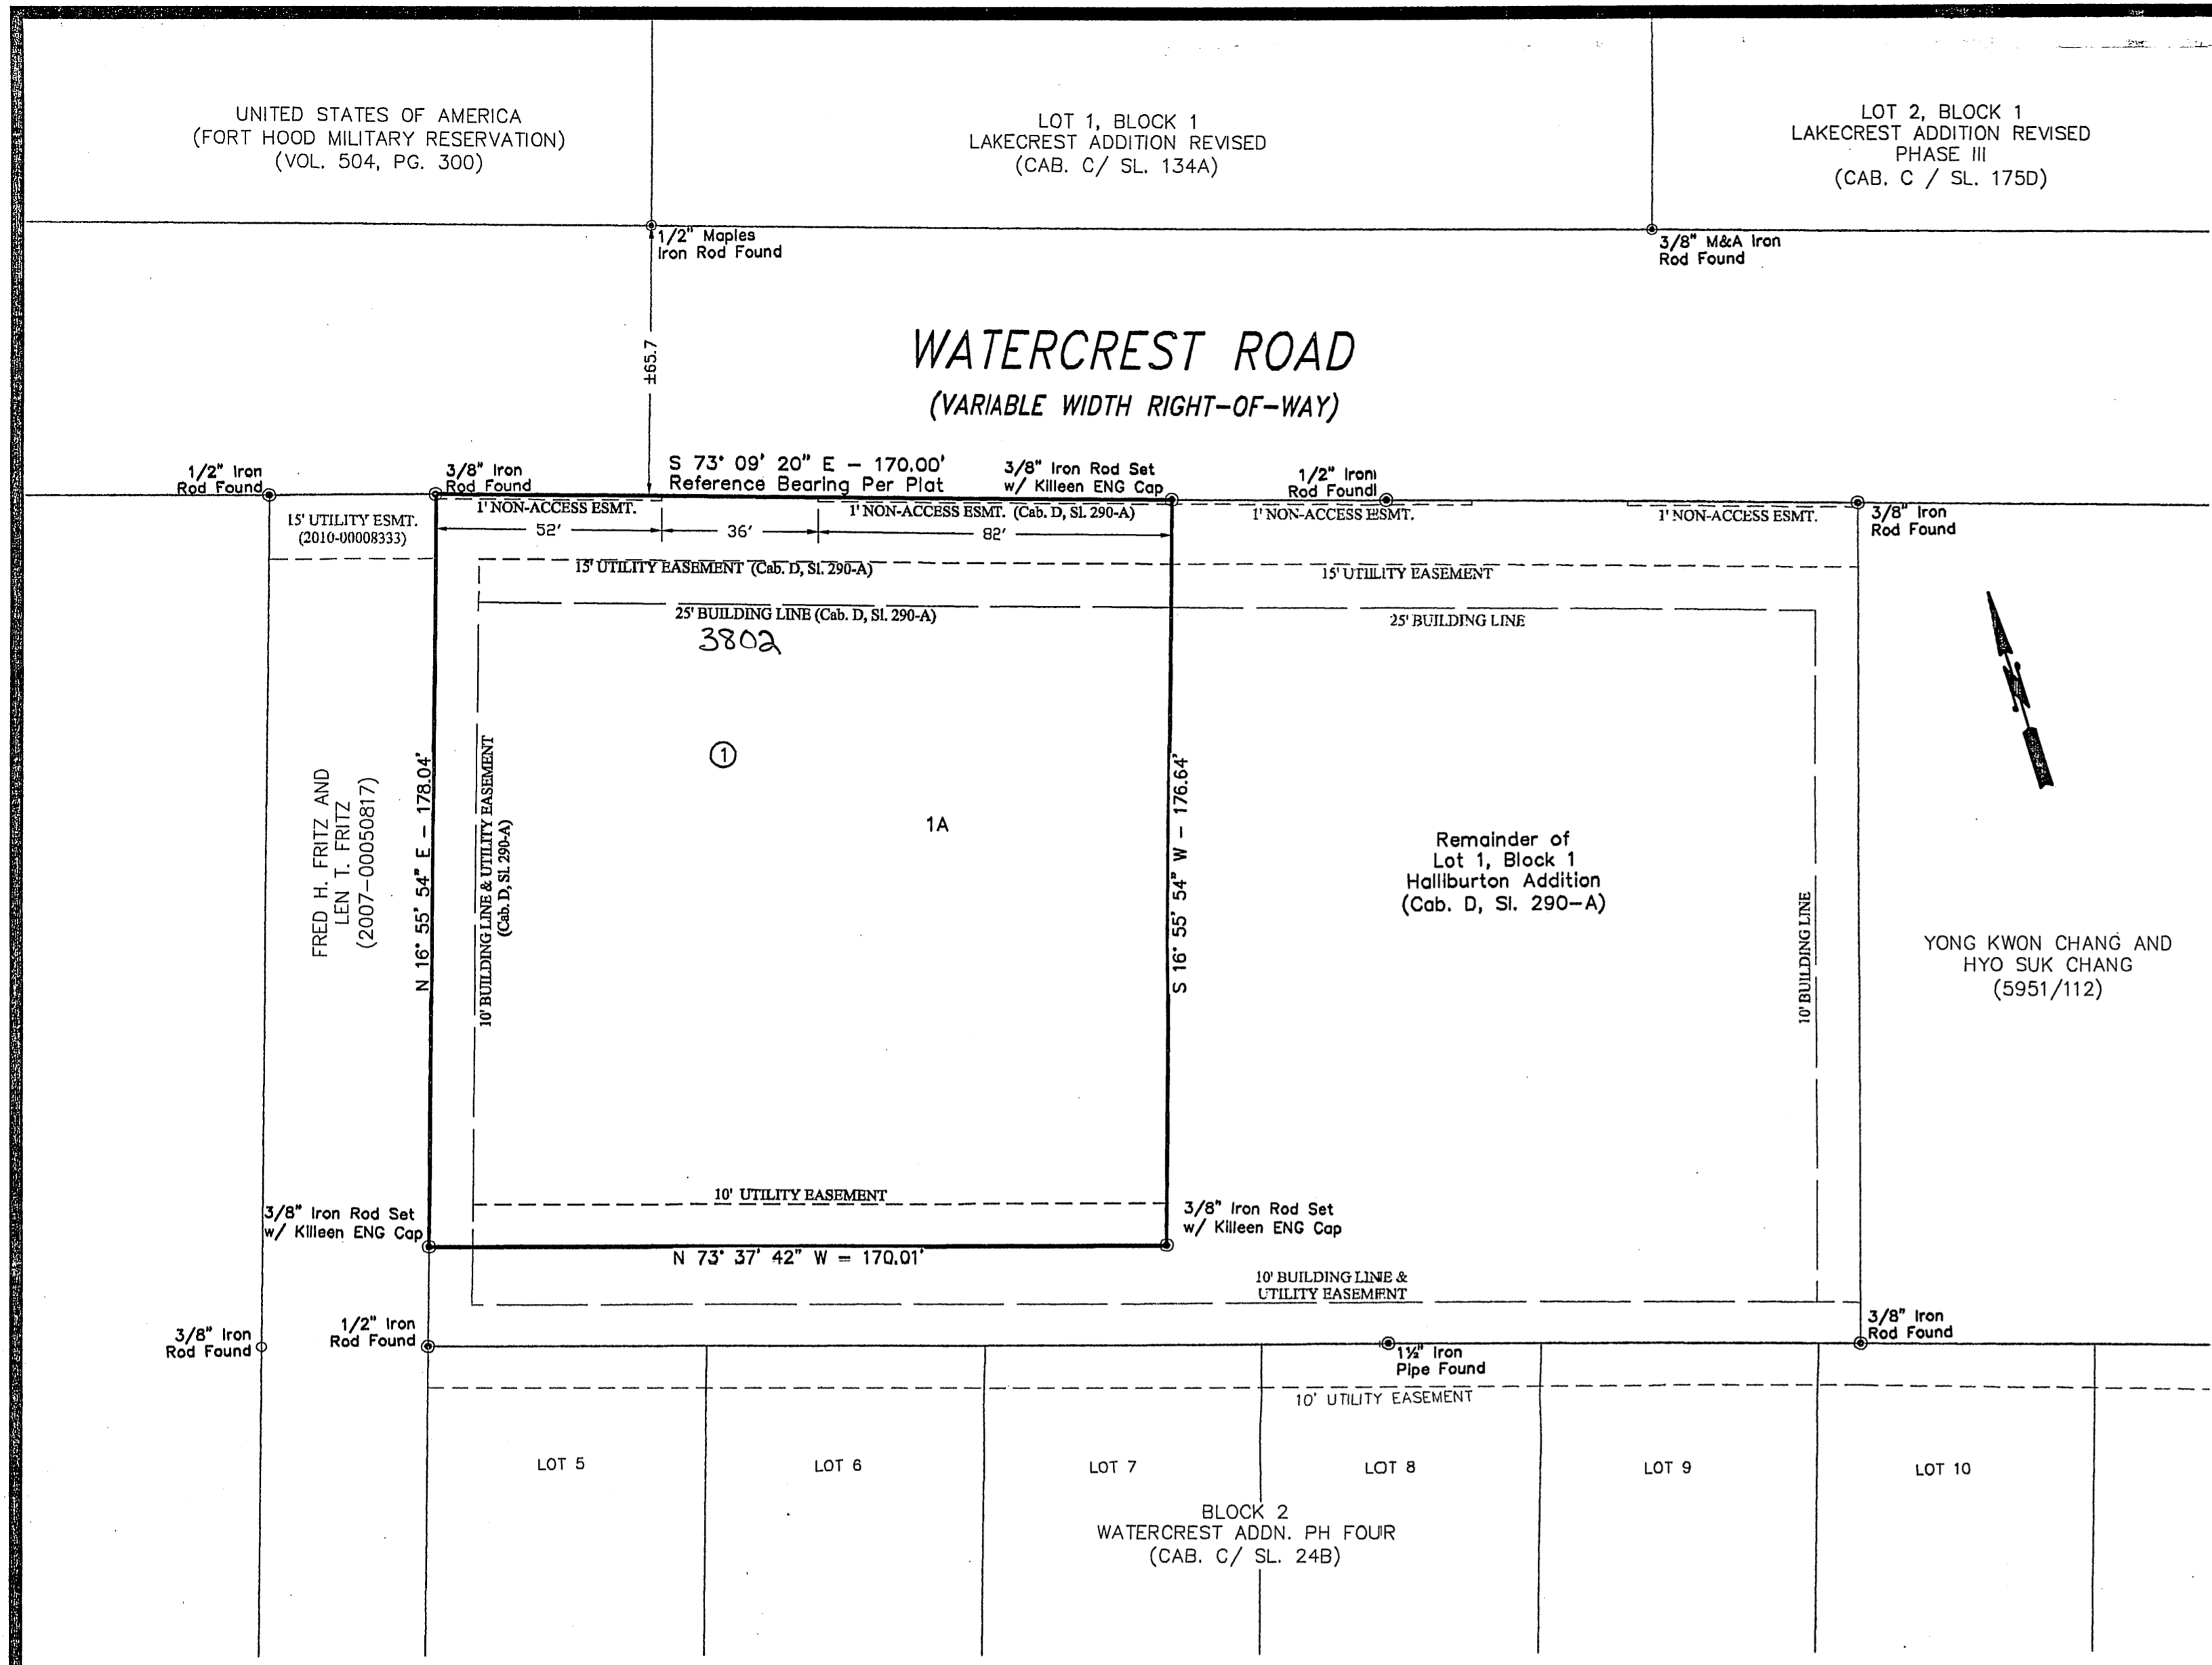 UNITED STATES OF AMERICA
(FORT HOOD MILITARY RESERVATION)
(VOL. 504, PG. 300)
LOT 1, BLOCK 1
LAKECREST ADDITION REVISED
(CAB. C/ SL. 134A)
LOT 2, BLOCK 1
LAKECREST ADDITION REVISED
PHASE III
(CAB. C / SL. 175D)
1/2" Maples
Iron Rod Found
3/8" M&A Iron
Rod Found
±65.7
WATERCREST ROAD
(VARIABLE WIDTH RIGHT-OF-WAY)
1/2" Iron
Rod Found
3/8" Iron
Rod Found
S 73° 09' 20" E - 170.00'
Reference Bearing Per Plat
3/8" Iron Rod Set
w/ Killeen ENG Cap
1/2" Iron
Rod Found
3/8" Iron
Rod Found
15' UTILITY ESMT.
(2010-00008333)
1' NON-ACCESS ESMT.
1' NON-ACCESS ESMT. (Cab. D, Sl. 290-A)
1' NON-ACCESS ESMT.
1' NON-ACCESS ESMT.
52'
36'
82'
15' UTILITY EASEMENT (Cab. D, Sl. 290-A)
15' UTILITY EASEMENT
25' BUILDING LINE (Cab. D, Sl. 290-A)
25' BUILDING LINE
3802
N
1
1A
FRED H. FRITZ AND
LEN T. FRITZ
(2007-00050817)
N 16° 55' 54" E - 178.04'
10' BUILDING LINE & UTILITY EASEMENT
(Cab. D, Sl. 290-A)
S 16° 55' 54" W - 176.64'
Remainder of
Lot 1, Block 1
Halliburton Addition
(Cab. D, Sl. 290-A)
10' BUILDING LINE
YONG KWON CHANG AND
HYO SUK CHANG
(5951/112)
10' UTILITY EASEMENT
3/8" Iron Rod Set
w/ Killeen ENG Cap
3/8" Iron Rod Set
w/ Killeen ENG Cap
N 73° 37' 42" W - 170.01'
10' BUILDING LINE &
UTILITY EASEMENT
3/8" Iron
Rod Found
1/2" Iron
Rod Found
1½" Iron
Pipe Found
3/8" Iron
Rod Found
10' UTILITY EASEMENT
LOT 5
LOT 6
LOT 7
LOT 8
LOT 9
LOT 10
BLOCK 2
WATERCREST ADDN. PH FOUR
(CAB. C/ SL. 24B)